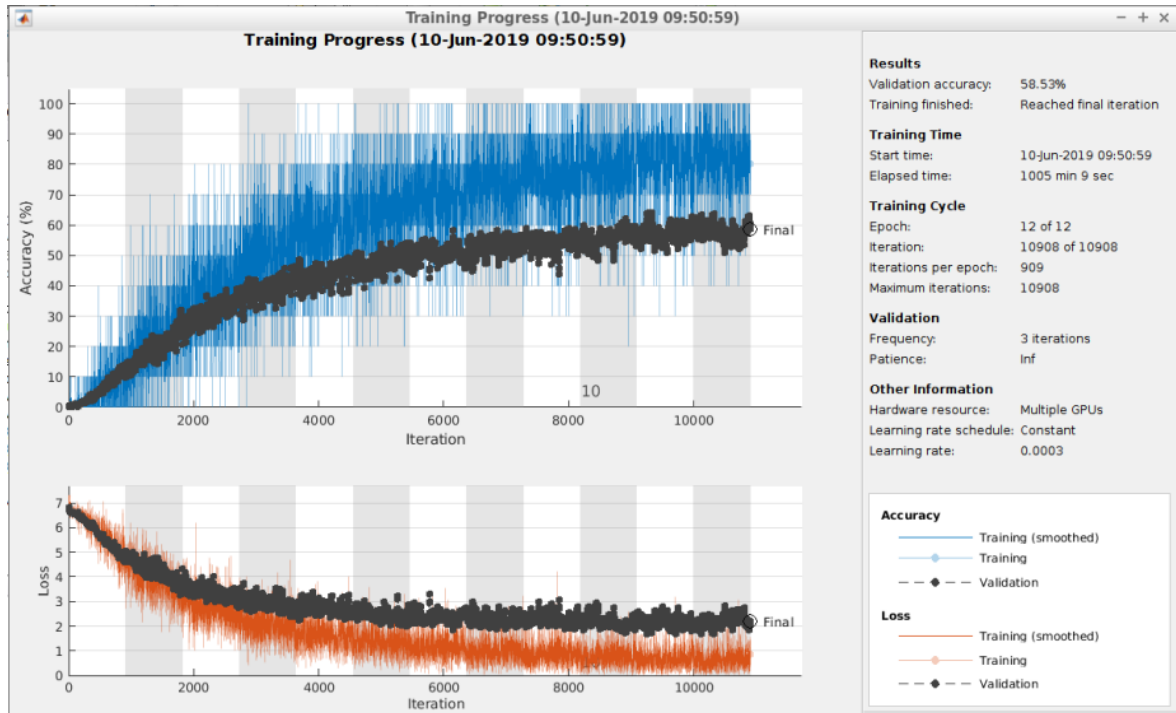 Training Progress (10-Jun-2019 09:50:59)
Training Progress (10-Jun-2019 09:50:59)
Accuracy (%)
100
90
80
70
60
50
40
30
20
10
0
Final
10
0 2000 4000 6000 8000 10000
Iteration
Loss
7
6
5
4
3
2
1
0
Final
0 2000 4000 6000 8000 10000
Iteration
Results
Validation accuracy: 58.53%
Training finished: Reached final iteration
Training Time
Start time: 10-Jun-2019 09:50:59
Elapsed time: 1005 min 9 sec
Training Cycle
Epoch: 12 of 12
Iteration: 10908 of 10908
Iterations per epoch: 909
Maximum iterations: 10908
Validation
Frequency: 3 iterations
Patience: Inf
Other Information
Hardware resource: Multiple GPUs
Learning rate schedule: Constant
Learning rate: 0.0003
Accuracy
Training (smoothed)
Training
Validation
Loss
Training (smoothed)
Training
Validation